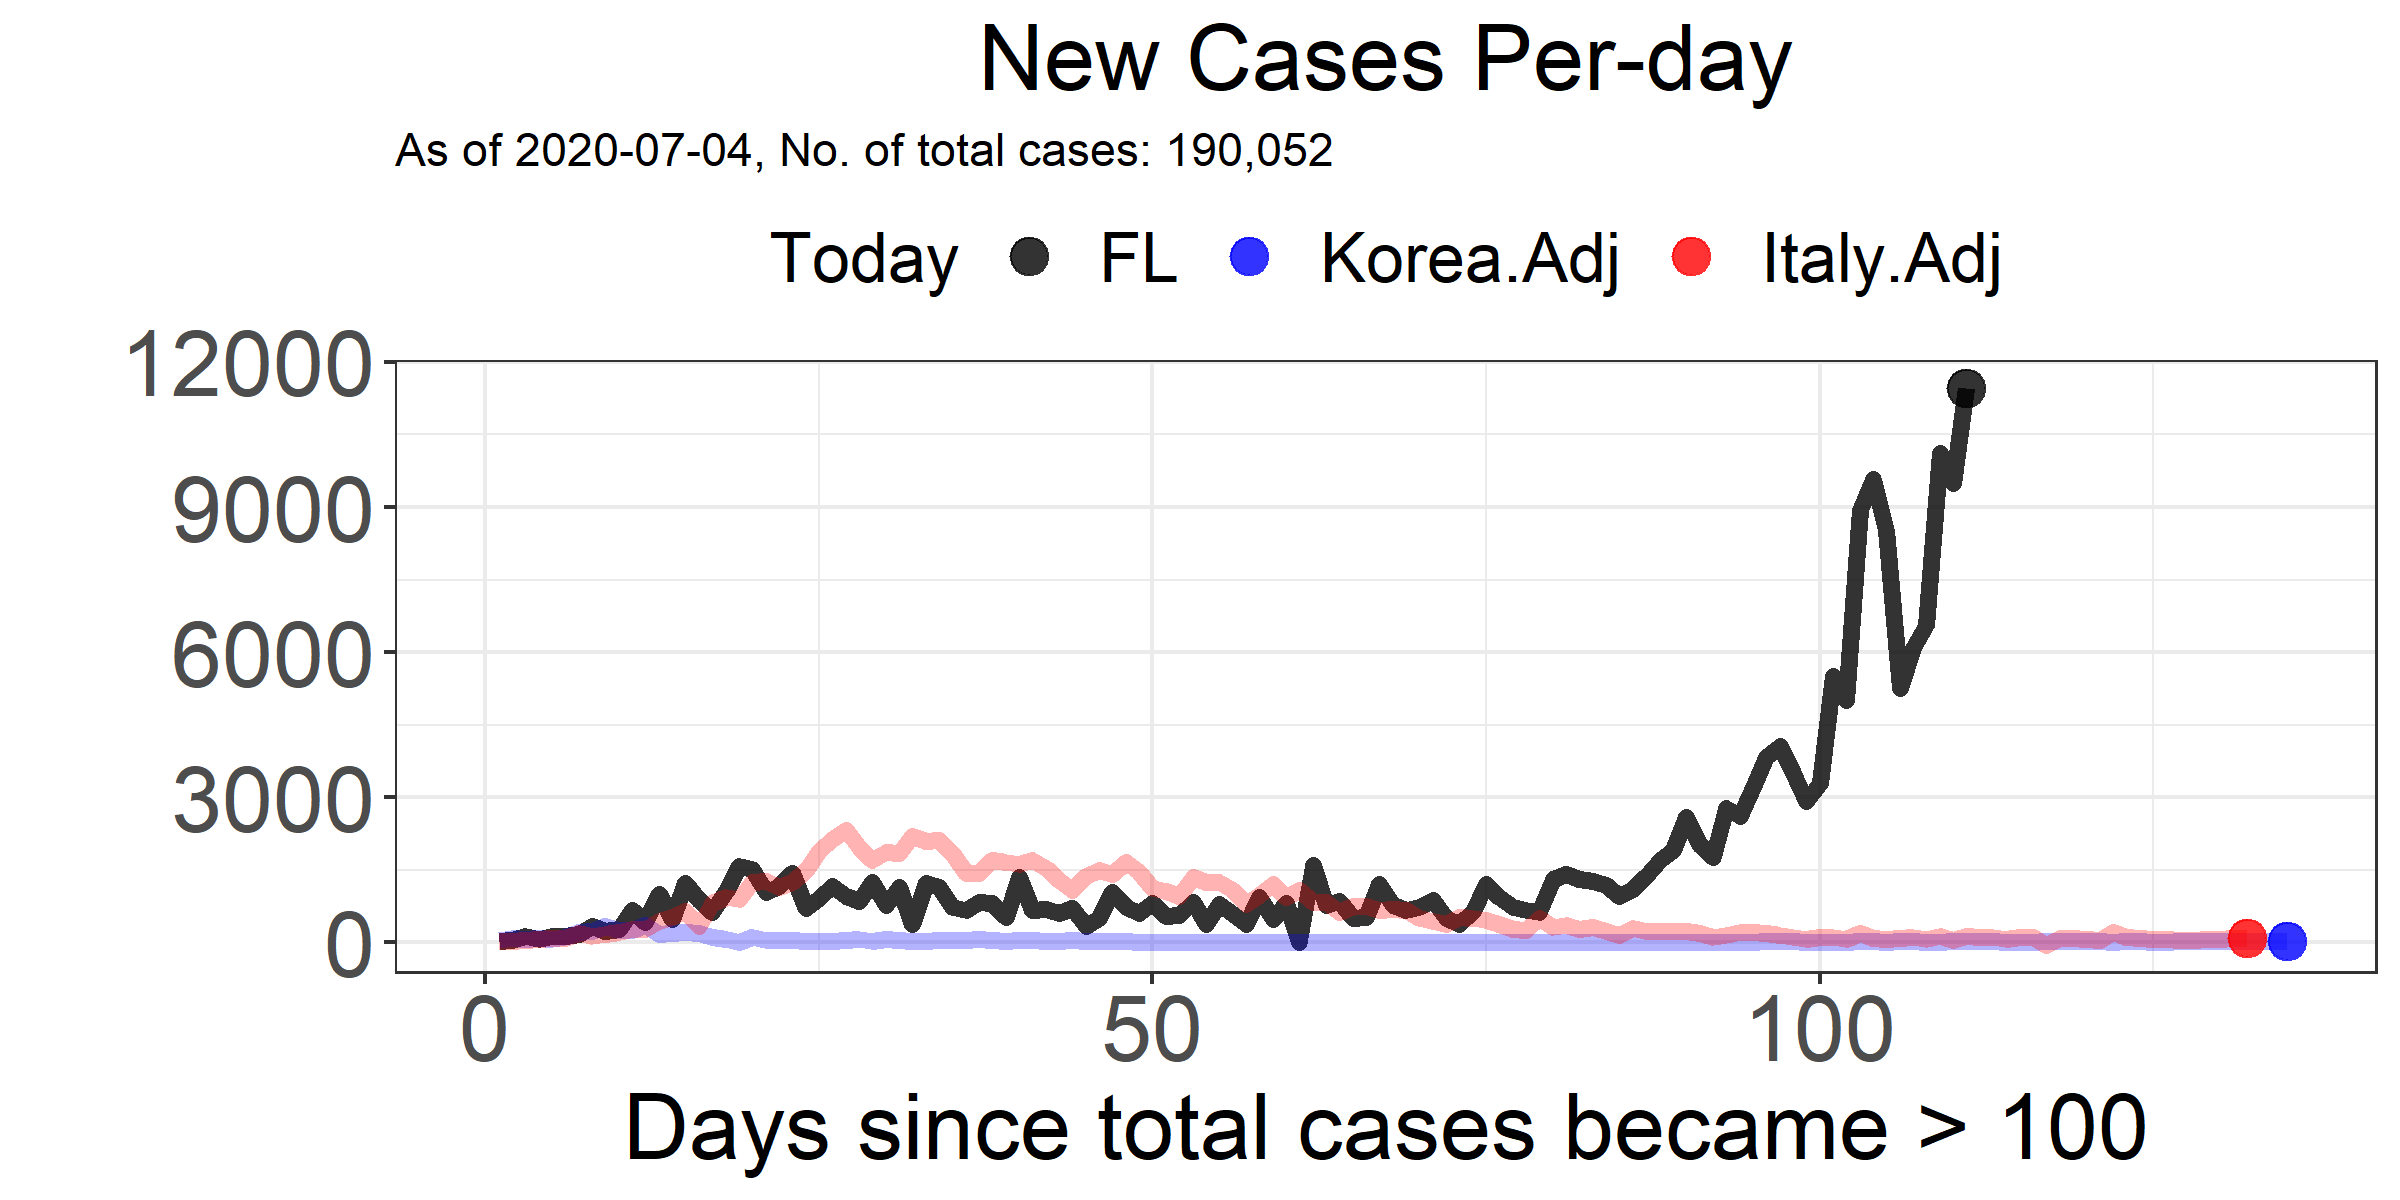 New Cases Per-day
As of 2020-07-04, No. of total cases: 190,052
Today FL Korea.Adj Italy.Adj
12000
9000
6000
3000
0
0 50 100
Days since total cases became > 100